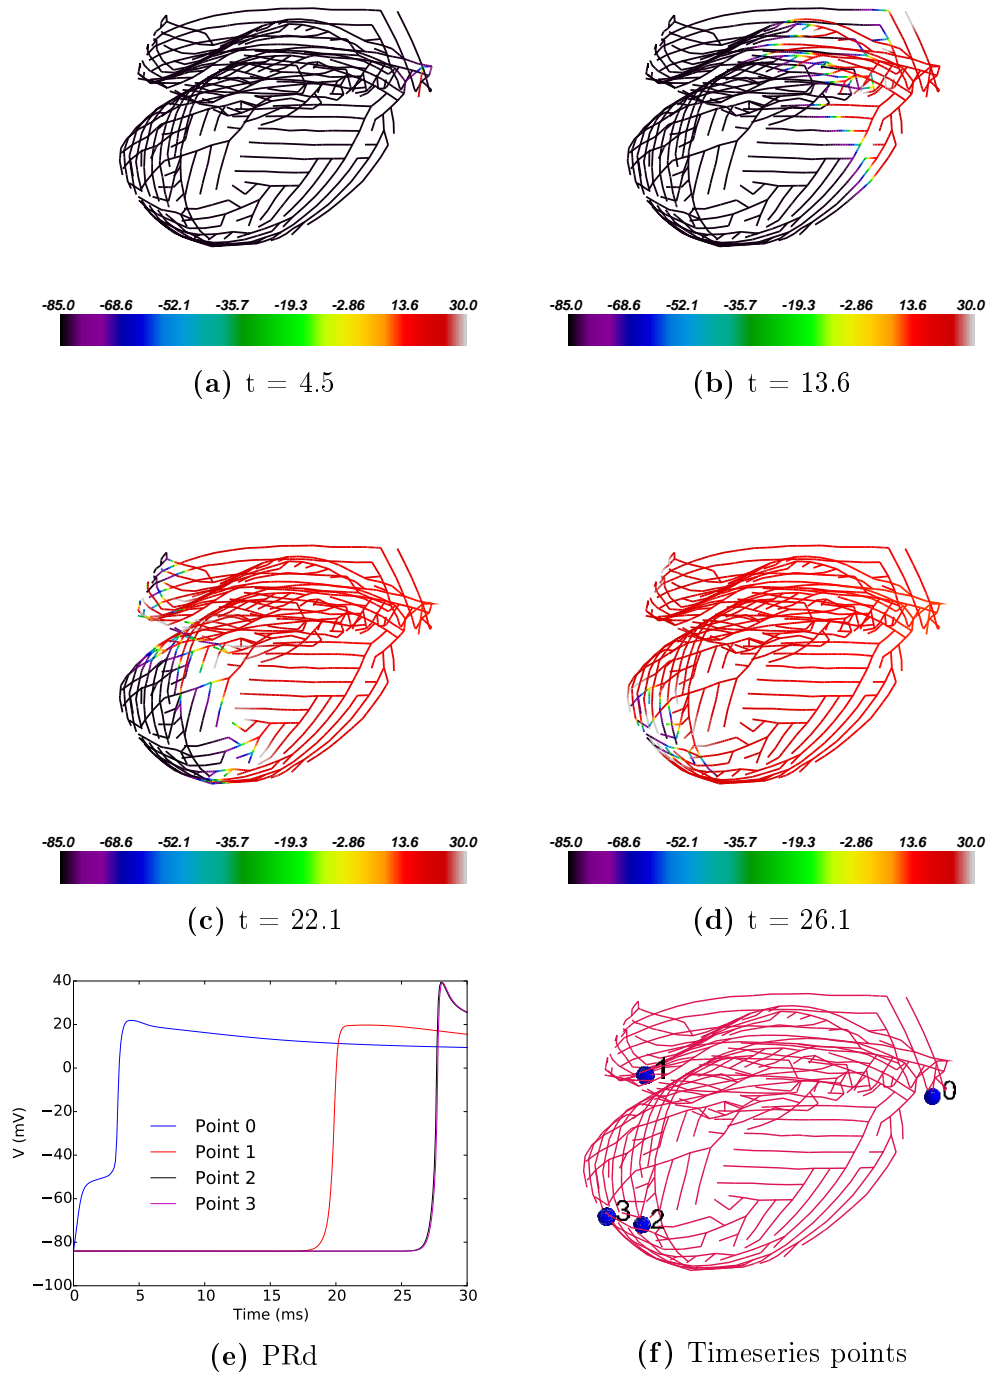 -85.0 -68.6 -52.1 -35.7 -19.3 -2.86 13.6 30.0
-85.0 -68.6 -52.1 -35.7 -19.3 -2.86 13.6 30.0
(a) t = 4.5
(b) t = 13.6
-85.0 -68.6 -52.1 -35.7 -19.3 -2.86 13.6 30.0
-85.0 -68.6 -52.1 -35.7 -19.3 -2.86 13.6 30.0
(c) t = 22.1
(d) t = 26.1
40
20
0
−20
−40
−60
−80
−100
V (mV)
Point 0
Point 1
Point 2
Point 3
0 5 10 15 20 25 30
Time (ms)
1
0
3
2
(e) PRd
(f) Timeseries points